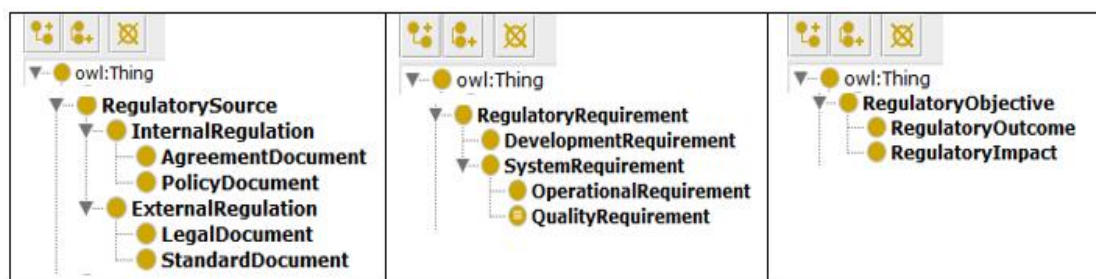 owl:Thing
RegulatorySource
InternalRegulation
AgreementDocument
PolicyDocument
ExternalRegulation
LegalDocument
StandardDocument
owl:Thing
RegulatoryRequirement
DevelopmentRequirement
SystemRequirement
OperationalRequirement
QualityRequirement
owl:Thing
RegulatoryObjective
RegulatoryOutcome
RegulatoryImpact